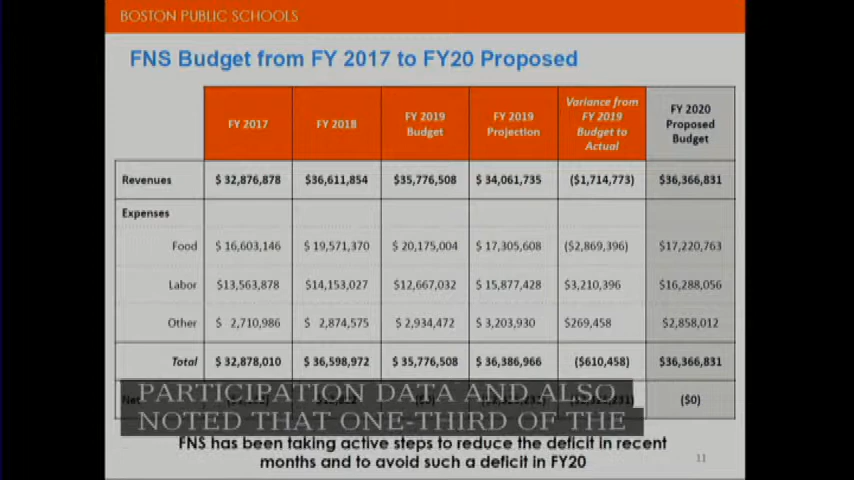 BOSTON PUBLIC SCHOOLS
FNS Budget from FY 2017 to FY20 Proposed
FY 2017 FY 2018 FY 2019 Budget FY 2019 Projection Variance from FY 2019 Budget to Actual FY 2020 Proposed Budget
Revenues $ 32,876,878 $36,611,854 $35,776,508 $ 34,061,735 ($1,714,773) $36,366,831
Expenses
Food $ 16,603,146 $ 19,571,370 $ 20,175,004 $ 17,305,608 ($2,869,396) $17,220,763
Labor $13,563,878 $14,153,027 $12,667,032 $ 15,877,428 $3,210,396 $16,288,056
Other $ 2,710,986 $ 2,874,575 $ 2,934,472 $ 3,203,930 $269,458 $2,858,012
Total $ 32,878,010 $ 36,598,972 $ 35,776,508 $ 36,386,966 ($610,458) $36,366,831
Net ($0)
PARTICIPATION DATA AND ALSO
NOTED THAT ONE-THIRD OF THE
FNS has been taking active steps to reduce the deficit in recent
months and to avoid such a deficit in FY20
11